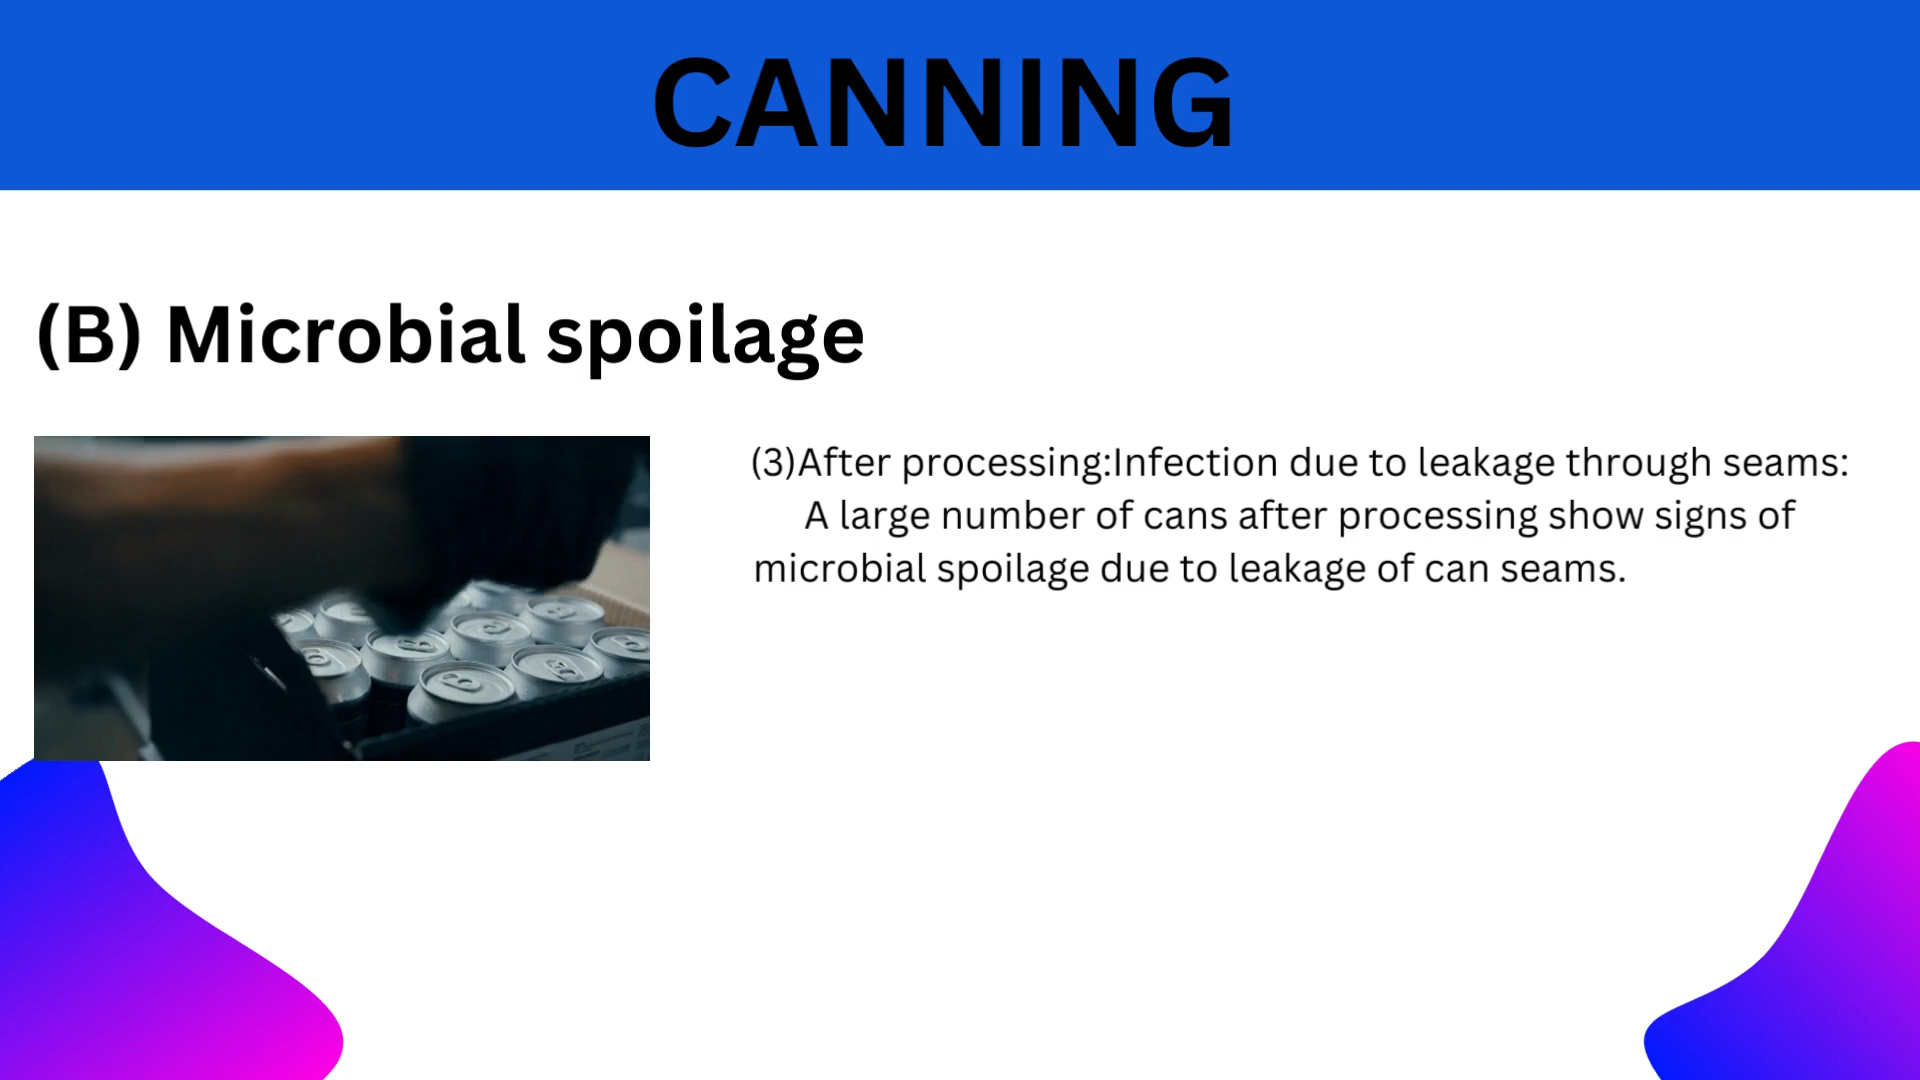 CANNING
(B) Microbial spoilage
(3)After processing:Infection due to leakage through seams:
A large number of cans after processing show signs of
microbial spoilage due to leakage of can seams.